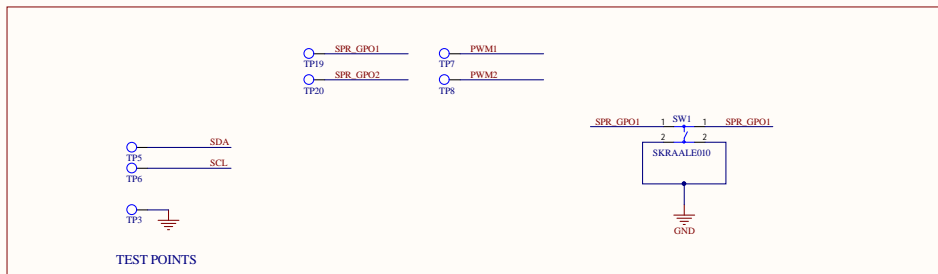 SPR_GPO1
TP19
PWM1
TP7
SPR_GPO2
TP20
PWM2
TP8
SPR_GPO1
1
SW1
1
SPR_GPO1
2
2
SKRAALE010
SDA
TP5
SCL
TP6
TP3
GND
TEST POINTS